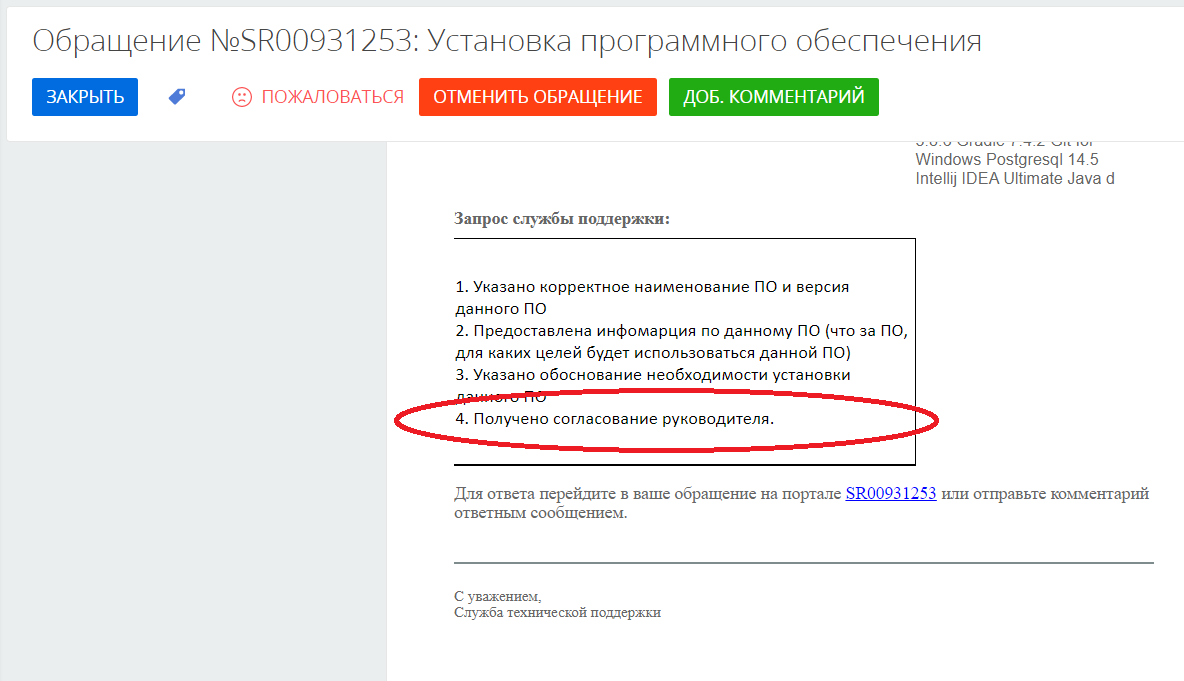 Обращение №SR00931253: Установка программного обеспечения
ЗАКРЫТЬ
ПОЖАЛОВАТЬСЯ
ОТМЕНИТЬ ОБРАЩЕНИЕ
ДОБ. КОММЕНТАРИЙ
Gradle 7.4.2 Git for
Windows Postgresql 14.5
Intellij IDEA Ultimate Java d
Запрос службы поддержки:
1. Указано корректное наименование ПО и версия
данного ПО
2. Предоставлена инфомарция по данному ПО (что за ПО,
для каких целей будет использоваться данной ПО)
3. Указано обоснование необходимости установки
данного ПО
4. Получено согласование руководителя.
Для ответа перейдите в ваше обращение на портале SR00931253 или отправьте комментарий
ответным сообщением.
С уважением,
Служба технической поддержки